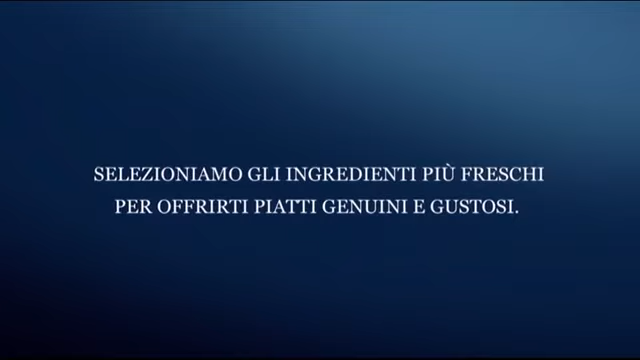 SELEZIONIAMO GLI INGREDIENTI PIÙ FRESCHI
PER OFFRIRTI PIATTI GENUINI E GUSTOSI.